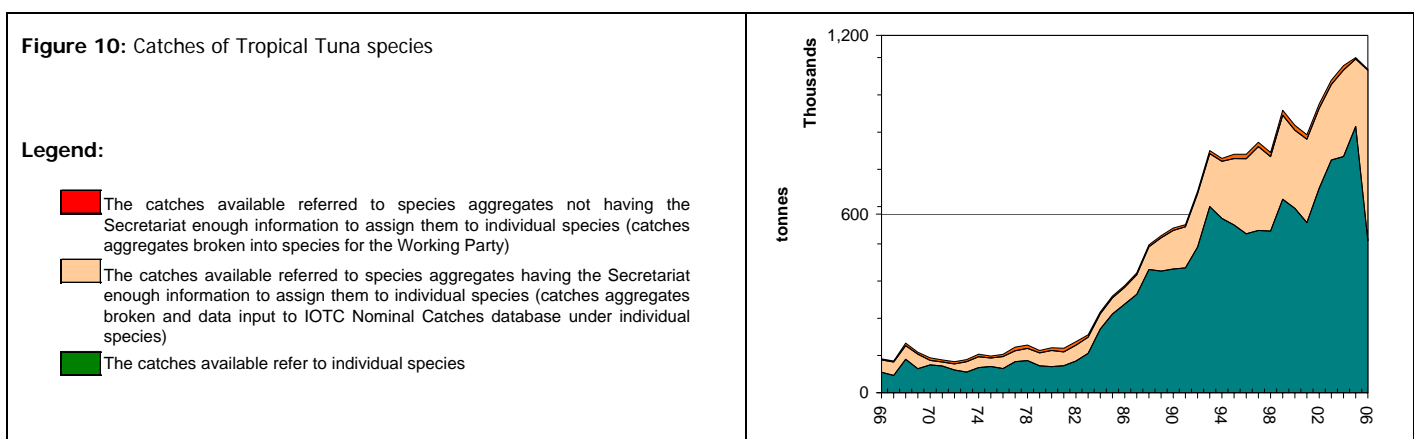 Figure 10: Catches of Tropical Tuna species
Legend:
The catches available referred to species aggregates not having the
Secretariat enough information to assign them to individual species (catches
aggregates broken into species for the Working Party)
The catches available referred to species aggregates having the Secretariat
enough information to assign them to individual species (catches aggregates
broken and data input to IOTC Nominal Catches database under individual
species)
The catches available refer to individual species
Thousands
tonnes
1,200
600
0
66
70
74
78
82
86
90
94
98
02
06